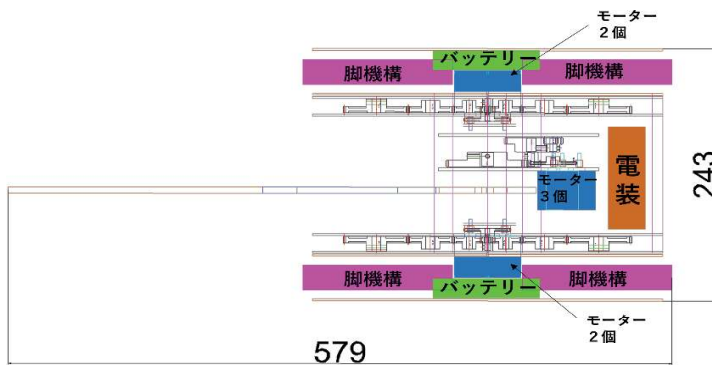 モーター
2個
バッテリー
脚機構
脚機構
電装
243
モーター
3個
脚機構
脚機構
バッテリー
モーター
2個
579